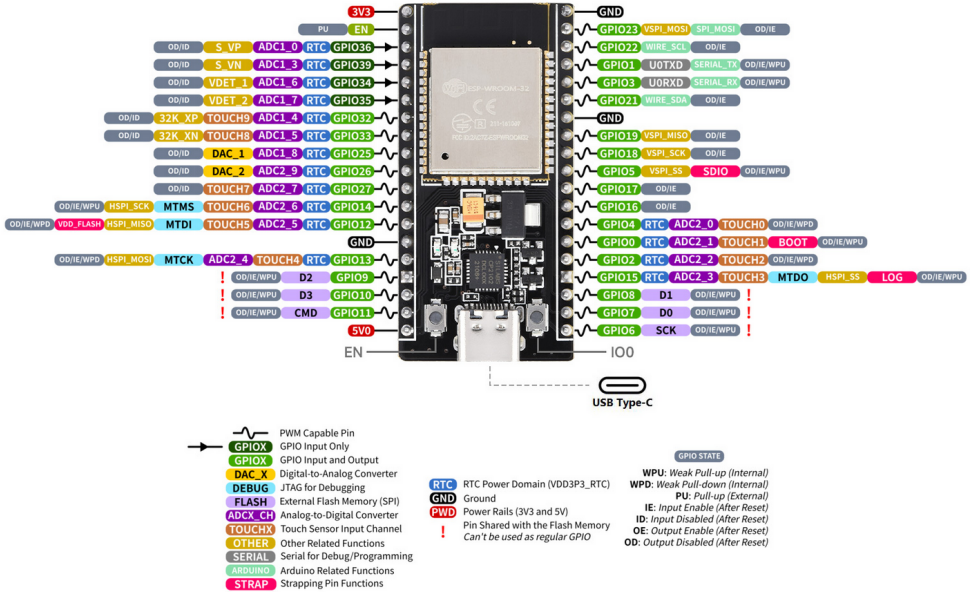 3V3
PU EN
OD/ID S_VP ADC1_0 RTC GPIO36
OD/ID S_VN ADC1_3 RTC GPIO39
OD/ID VDET_1 ADC1_6 RTC GPIO34
OD/ID VDET_2 ADC1_7 RTC GPIO35
OD/ID 32K_XP TOUCH9 ADC1_4 RTC GPIO32
OD/ID 32K_XN TOUCH8 ADC1_5 RTC GPIO33
OD/ID DAC_1 ADC1_8 RTC GPIO25
OD/ID DAC_2 ADC2_9 RTC GPIO26
OD/ID TOUCH7 ADC2_7 RTC GPIO27
OD/IE/WPU HSPI_SCK MTMS TOUCH6 ADC2_6 RTC GPIO14
OD/IE/WPD VDD_FLASH HSPI_MISO MTDI TOUCH5 ADC2_5 RTC GPIO12
GND
OD/IE/WPD HSPI_MOSI MTCK ADC2_4 TOUCH4 RTC GPIO13
! OD/IE/WPU D2 GPIO9
! OD/IE/WPU D3 GPIO10
! OD/IE/WPU CMD GPIO11
5V0
EN
ESP-WROOM-32
CE
GND
GPIO23 VSPI_MOSI SPI_MOSI OD/IE
GPIO22 WIRE_SCL OD/IE
GPIO1 U0TXD SERIAL_TX OD/IE/WPU
GPIO3 U0RXD SERIAL_RX OD/IE/WPU
GPIO21 WIRE_SDA OD/IE
GND
GPIO19 VSPI_MISO OD/IE
GPIO18 VSPI_SCK OD/IE
GPIO5 VSPI_SS SDIO OD/IE/WPU
GPIO17 OD/IE
GPIO16 OD/IE
GPIO4 RTC ADC2_0 TOUCH0 OD/IE/WPD
GPIO0 RTC ADC2_1 TOUCH1 BOOT OD/IE/WPU
GPIO2 RTC ADC2_2 TOUCH2 OD/IE/WPD
GPIO15 RTC ADC2_3 TOUCH3 MTDO HSPI_SS LOG OD/IE/WPU
GPIO8 D1 OD/IE/WPU !
GPIO7 D0 OD/IE/WPU !
GPIO6 SCK OD/IE/WPU !
IO0
USB Type-C
PWM Capable Pin
GPIOX GPIO Input Only
GPIOX GPIO Input and Output
DAC_X Digital-to-Analog Converter
DEBUG JTAG for Debugging
FLASH External Flash Memory (SPI)
ADCX_CH Analog-to-Digital Converter
TOUCHX Touch Sensor Input Channel
OTHER Other Related Functions
SERIAL Serial for Debug/Programming
ARDUINO Arduino Related Functions
STRAP Strapping Pin Functions
RTC RTC Power Domain (VDD3P3_RTC)
GND Ground
PWD Power Rails (3V3 and 5V)
! Pin Shared with the Flash Memory
Can't be used as regular GPIO
GPIO STATE
WPU: Weak Pull-up (Internal)
WPD: Weak Pull-down (Internal)
PU: Pull-up (External)
IE: Input Enable (After Reset)
ID: Input Disabled (After Reset)
OE: Output Enable (After Reset)
OD: Output Disabled (After Reset)